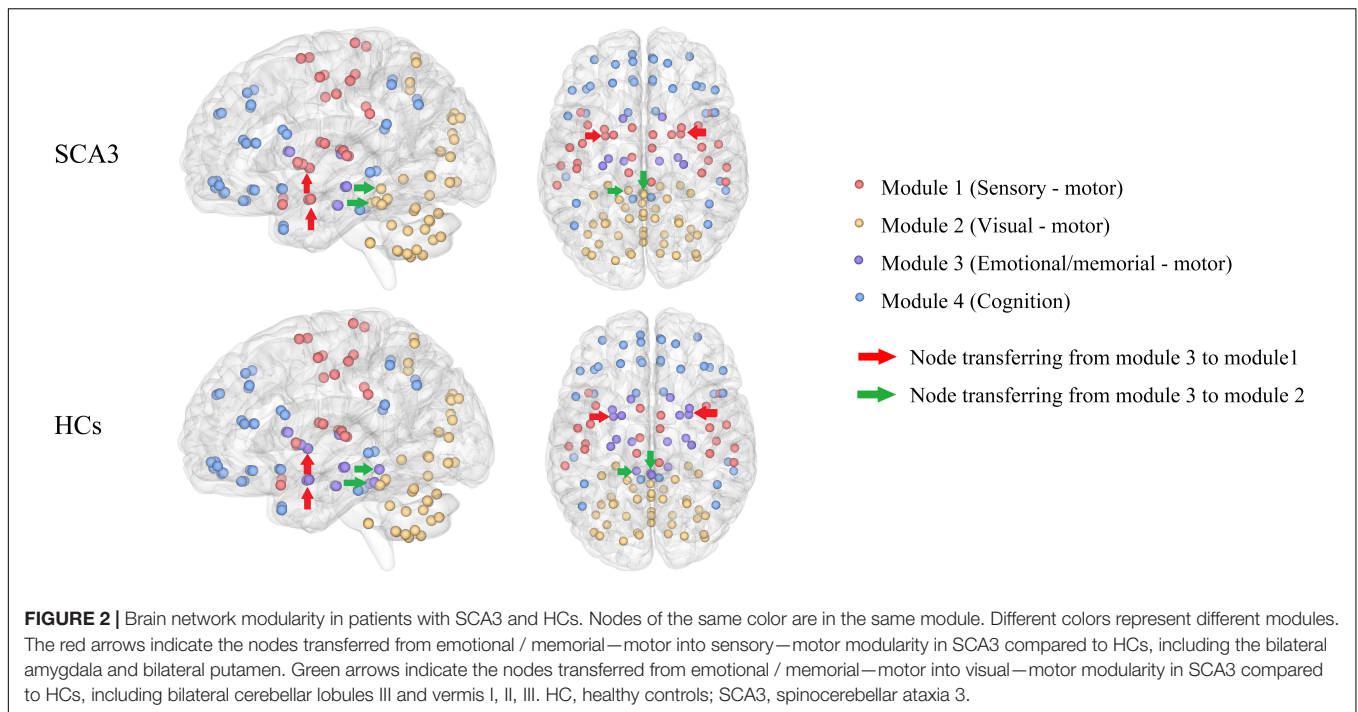 SCA3
HCs
Module 1 (Sensory - motor)
Module 2 (Visual - motor)
Module 3 (Emotional/memorial - motor)
Module 4 (Cognition)
Node transferring from module 3 to module1
Node transferring from module 3 to module 2
FIGURE 2 | Brain network modularity in patients with SCA3 and HCs. Nodes of the same color are in the same module. Different colors represent different modules.
The red arrows indicate the nodes transferred from emotional / memorial—motor into sensory—motor modularity in SCA3 compared to HCs, including the bilateral
amygdala and bilateral putamen. Green arrows indicate the nodes transferred from emotional / memorial—motor into visual—motor modularity in SCA3 compared
to HCs, including bilateral cerebellar lobules III and vermis I, II, III. HC, healthy controls; SCA3, spinocerebellar ataxia 3.